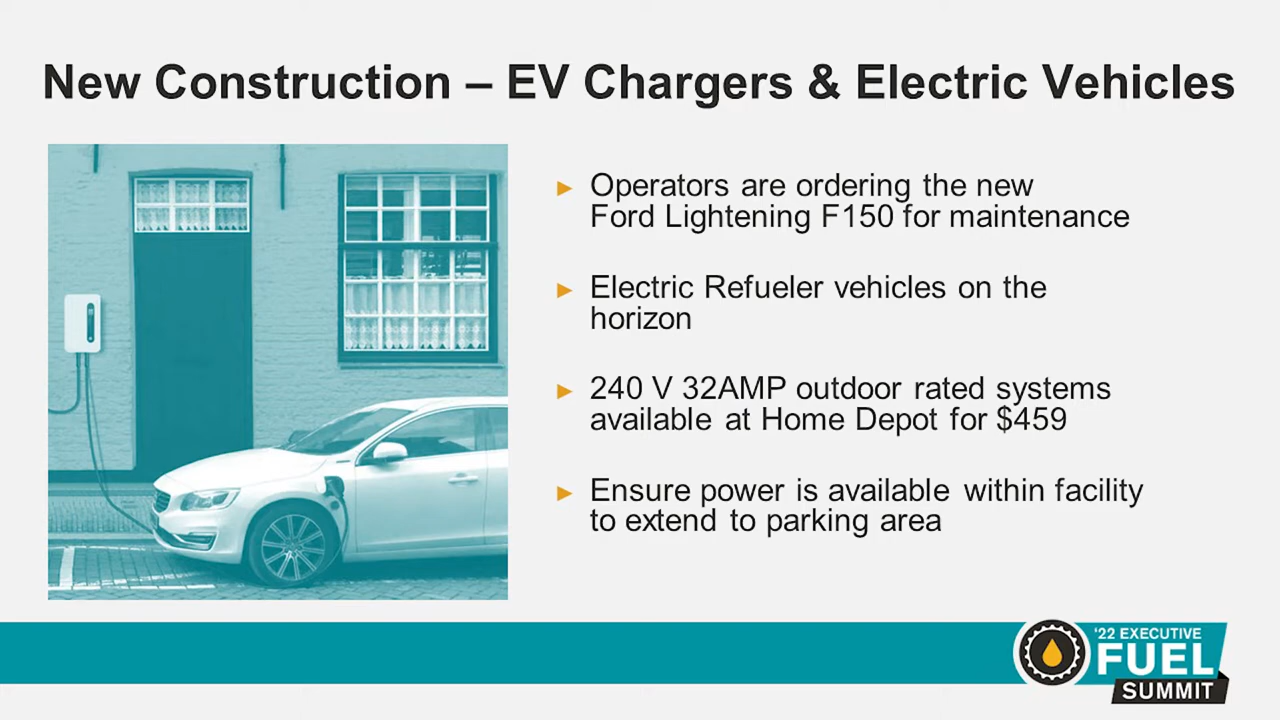 New Construction – EV Chargers & Electric Vehicles
► Operators are ordering the new
Ford Lightening F150 for maintenance
► Electric Refueler vehicles on the
horizon
► 240 V 32AMP outdoor rated systems
available at Home Depot for $459
► Ensure power is available within facility
to extend to parking area
'22 EXECUTIVE
FUEL
SUMMIT